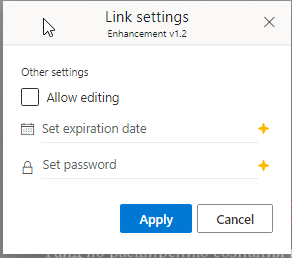 Link settings
Enhancement v1.2
Other settings
Allow editing
Set expiration date
Set password
Apply
Cancel